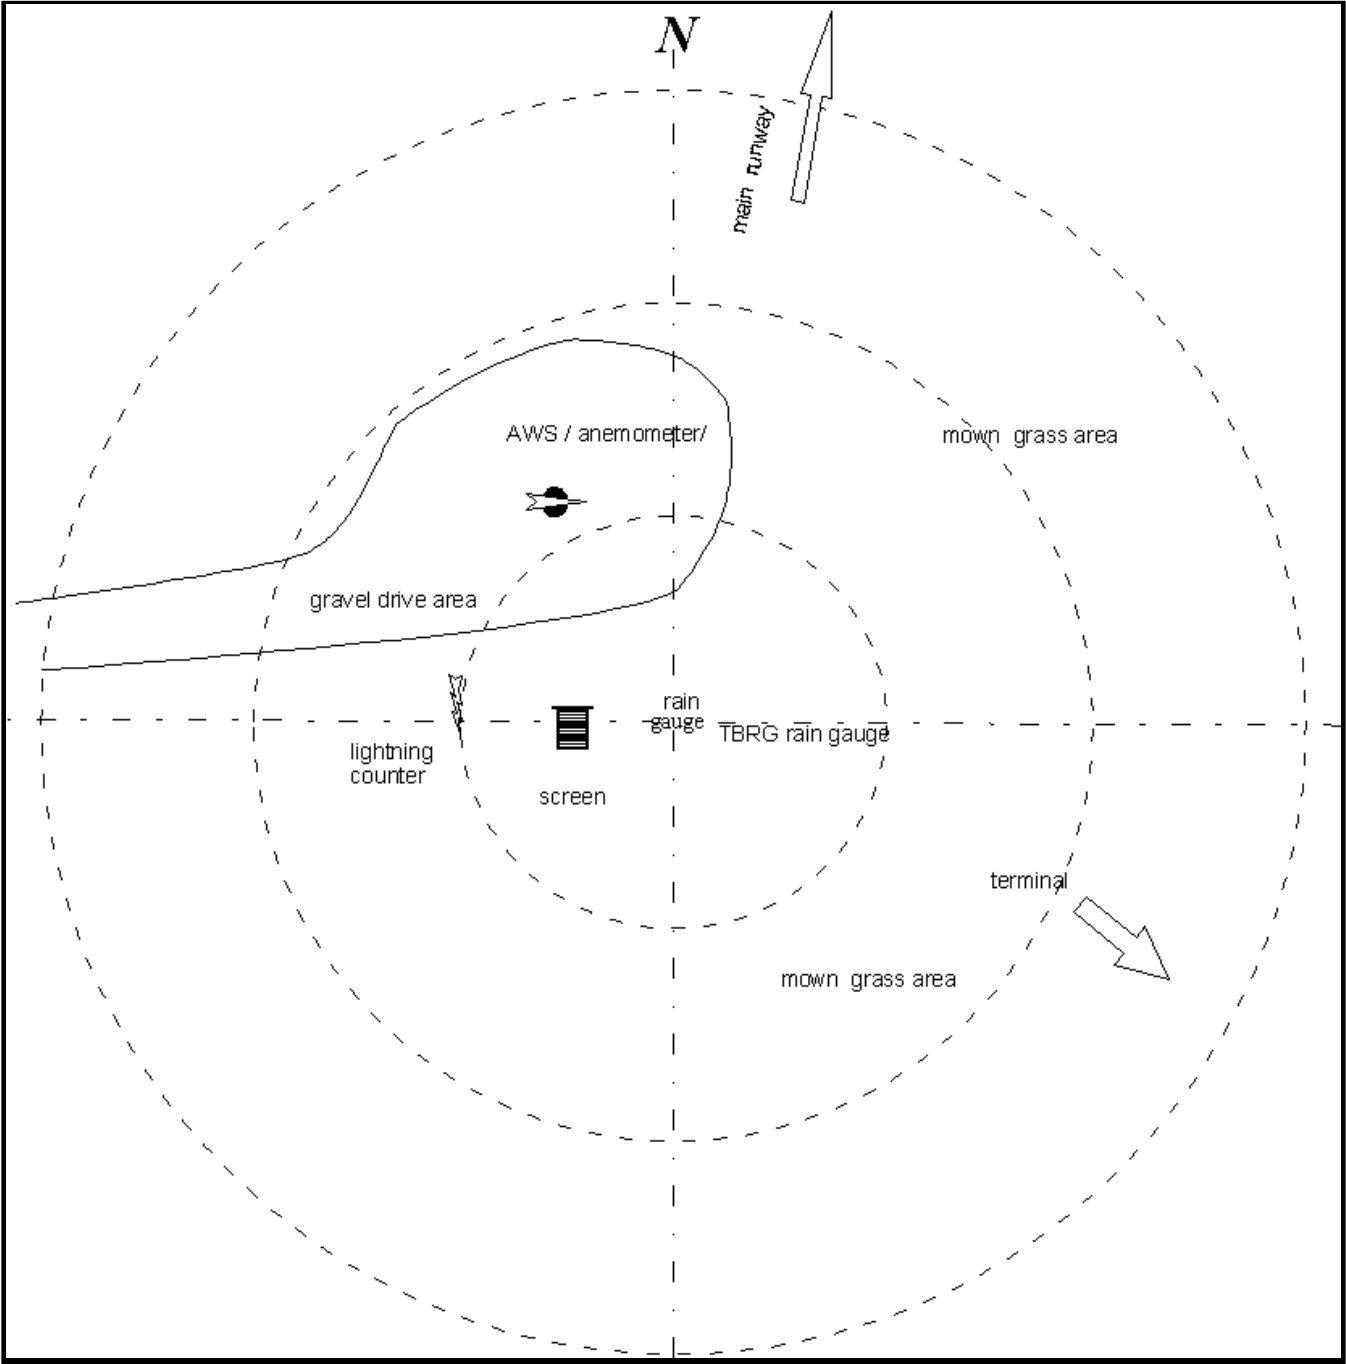 N
main runway
AWS / anemometer/
mown grass area
gravel drive area
rain
gauge
TBRG rain gauge
lightning
counter
screen
terminal
mown grass area